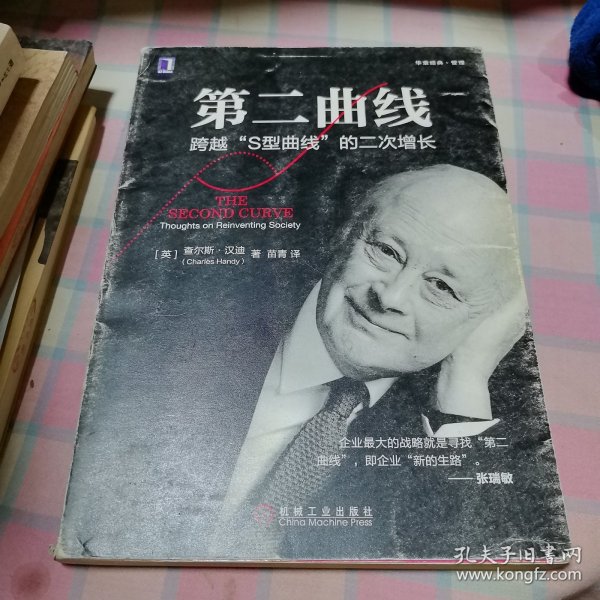 华章经典·管理
第二曲线
跨越“S型曲线”的二次增长
THE
SECOND CURVE
Thoughts on Reinventing Society
[英] 查尔斯·汉迪 著 苗青 译
(Charles Handy)
企业最大的战略就是寻找“第二
曲线”，即企业“新的生路”。
——张瑞敏
机械工业出版社
China Machine Press
孔夫子旧书网
www.kongfz.com